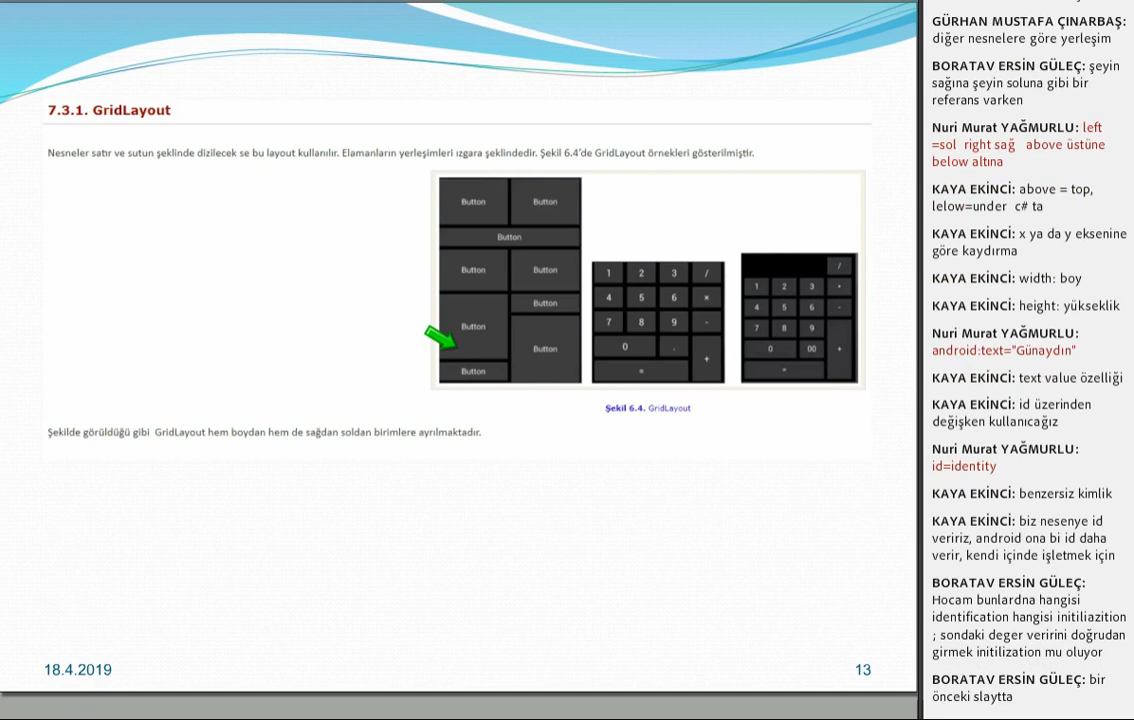 7.3.1. GridLayout
Nesneler satır ve sutun şeklinde dizilecek se bu layout kullanılır. Elamanların yerleşimleri ızgara şeklindedir. Şekil 6.4'de GridLayout örnekleri gösterilmiştir.
Button Button
Button
Button Button
Button Button
Button
Button
1 2 3 /
4 5 6 ×
7 8 9 -
0 .
+
=
/
1 2 3 *
4 5 6 -
7 8 9
0 00 +
=
Şekil 6.4. GridLayout
Şekilde görüldüğü gibi GridLayout hem boydan hem de sağdan soldan birimlere ayrılmaktadır.
18.4.2019
13
GÜRHAN MUSTAFA ÇINARBAŞ:
diğer nesnelere göre yerleşim
BORATAV ERSİN GÜLEÇ: şeyin
sağına şeyin soluna gibi bir
referans varken
Nuri Murat YAĞMURLU: left
=sol right sağ above üstüne
below altına
KAYA EKİNCİ: above = top,
lelow=under c# ta
KAYA EKİNCİ: x ya da y eksenine
göre kaydırma
KAYA EKİNCİ: width: boy
KAYA EKİNCİ: height: yükseklik
Nuri Murat YAĞMURLU:
android:text="Günaydın"
KAYA EKİNCİ: text value özelliği
KAYA EKİNCİ: id üzerinden
değişken kullanıcağız
Nuri Murat YAĞMURLU:
id=identity
KAYA EKİNCİ: benzersiz kimlik
KAYA EKİNCİ: biz nesenye id
veririz, android ona bi id daha
verir, kendi içinde işletmek için
BORATAV ERSİN GÜLEÇ:
Hocam bunlardna hangisi
identification hangisi initiliazition
; sondaki deger veririni doğrudan
girmek initilization mu oluyor
BORATAV ERSİN GÜLEÇ: bir
önceki slaytta